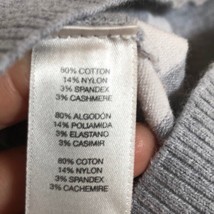 80% COTTON
14% NYLON
3% SPANDEX
3% CASHMERE
80% ALGODÓN
14% POLIAMIDA
3% ELASTANO
3% CASIMIR
80% COTON
14% NYLON
3% SPANDEX
3% CACHEMIRE